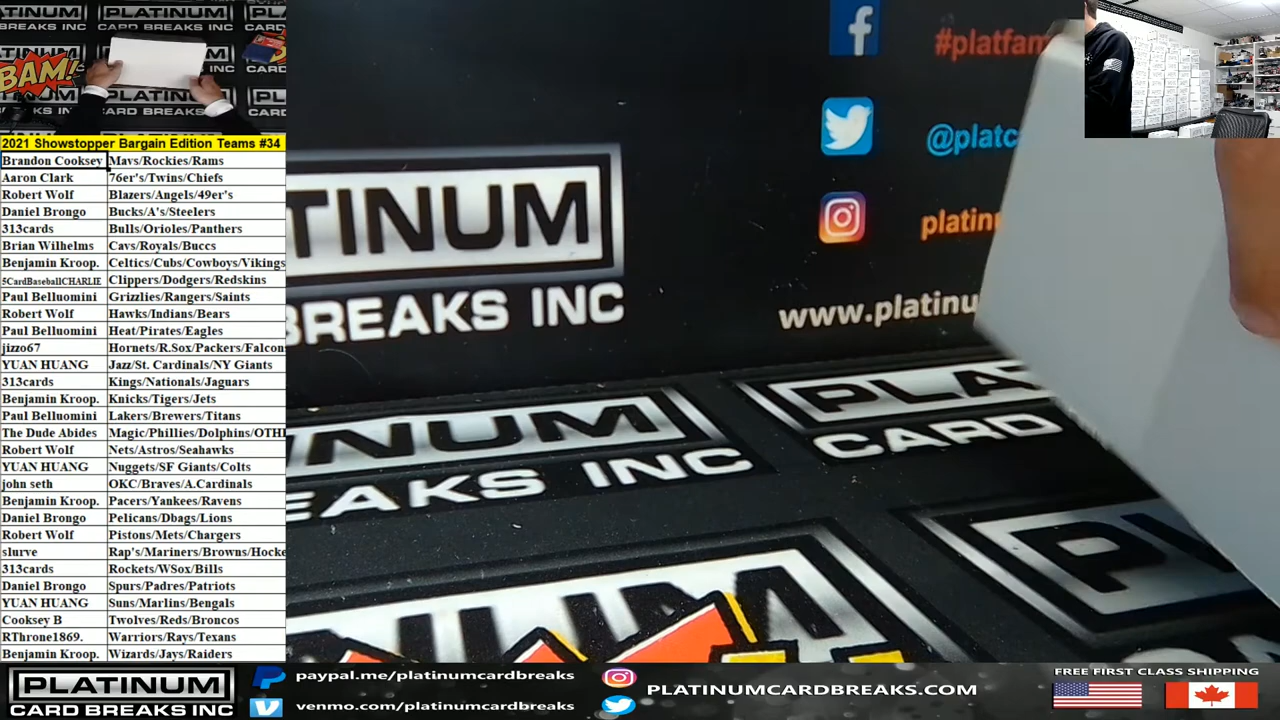 PLATINUM
CARD BREAKS INC
BAM!
2021 Showstopper Bargain Edition Teams #34
Brandon Cooksey Mavs/Rockies/Rams
Aaron Clark 76er's/Twins/Chiefs
Robert Wolf Blazers/Angels/49er's
Daniel Brongo Bucks/A's/Steelers
313cards Bulls/Orioles/Panthers
Brian Wilhelms Cavs/Royals/Buccs
Benjamin Kroop. Celtics/Cubs/Cowboys/Vikings
5CardBaseballCHARLIE Clippers/Dodgers/Redskins
Paul Belluomini Grizzlies/Rangers/Saints
Robert Wolf Hawks/Indians/Bears
Paul Belluomini Heat/Pirates/Eagles
jizzo67 Hornets/R.Sox/Packers/Falcon
YUAN HUANG Jazz/St. Cardinals/NY Giants
313cards Kings/Nationals/Jaguars
Benjamin Kroop. Knicks/Tigers/Jets
Paul Belluomini Lakers/Brewers/Titans
The Dude Abides Magic/Phillies/Dolphins/OTH
Robert Wolf Nets/Astros/Seahawks
YUAN HUANG Nuggets/SF Giants/Colts
john seth OKC/Braves/A.Cardinals
Benjamin Kroop. Pacers/Yankees/Ravens
Daniel Brongo Pelicans/Dbags/Lions
Robert Wolf Pistons/Mets/Chargers
slurve Rap's/Mariners/Browns/Hocke
313cards Rockets/WSox/Bills
Daniel Brongo Spurs/Padres/Patriots
YUAN HUANG Suns/Marlins/Bengals
Cooksey B Twolves/Reds/Broncos
RThrone1869. Warriors/Rays/Texans
Benjamin Kroop. Wizards/Jays/Raiders
#platfam
@platc
platinu
www.platinu
TINUM
BREAKS INC
NUM
EAKS INC
PLA
CARD
PLATINUM
CARD BREAKS INC
paypal.me/platinumcardbreaks
venmo.com/platinumcardbreaks
PLATINUMCARDBREAKS.COM
FREE FIRST CLASS SHIPPING